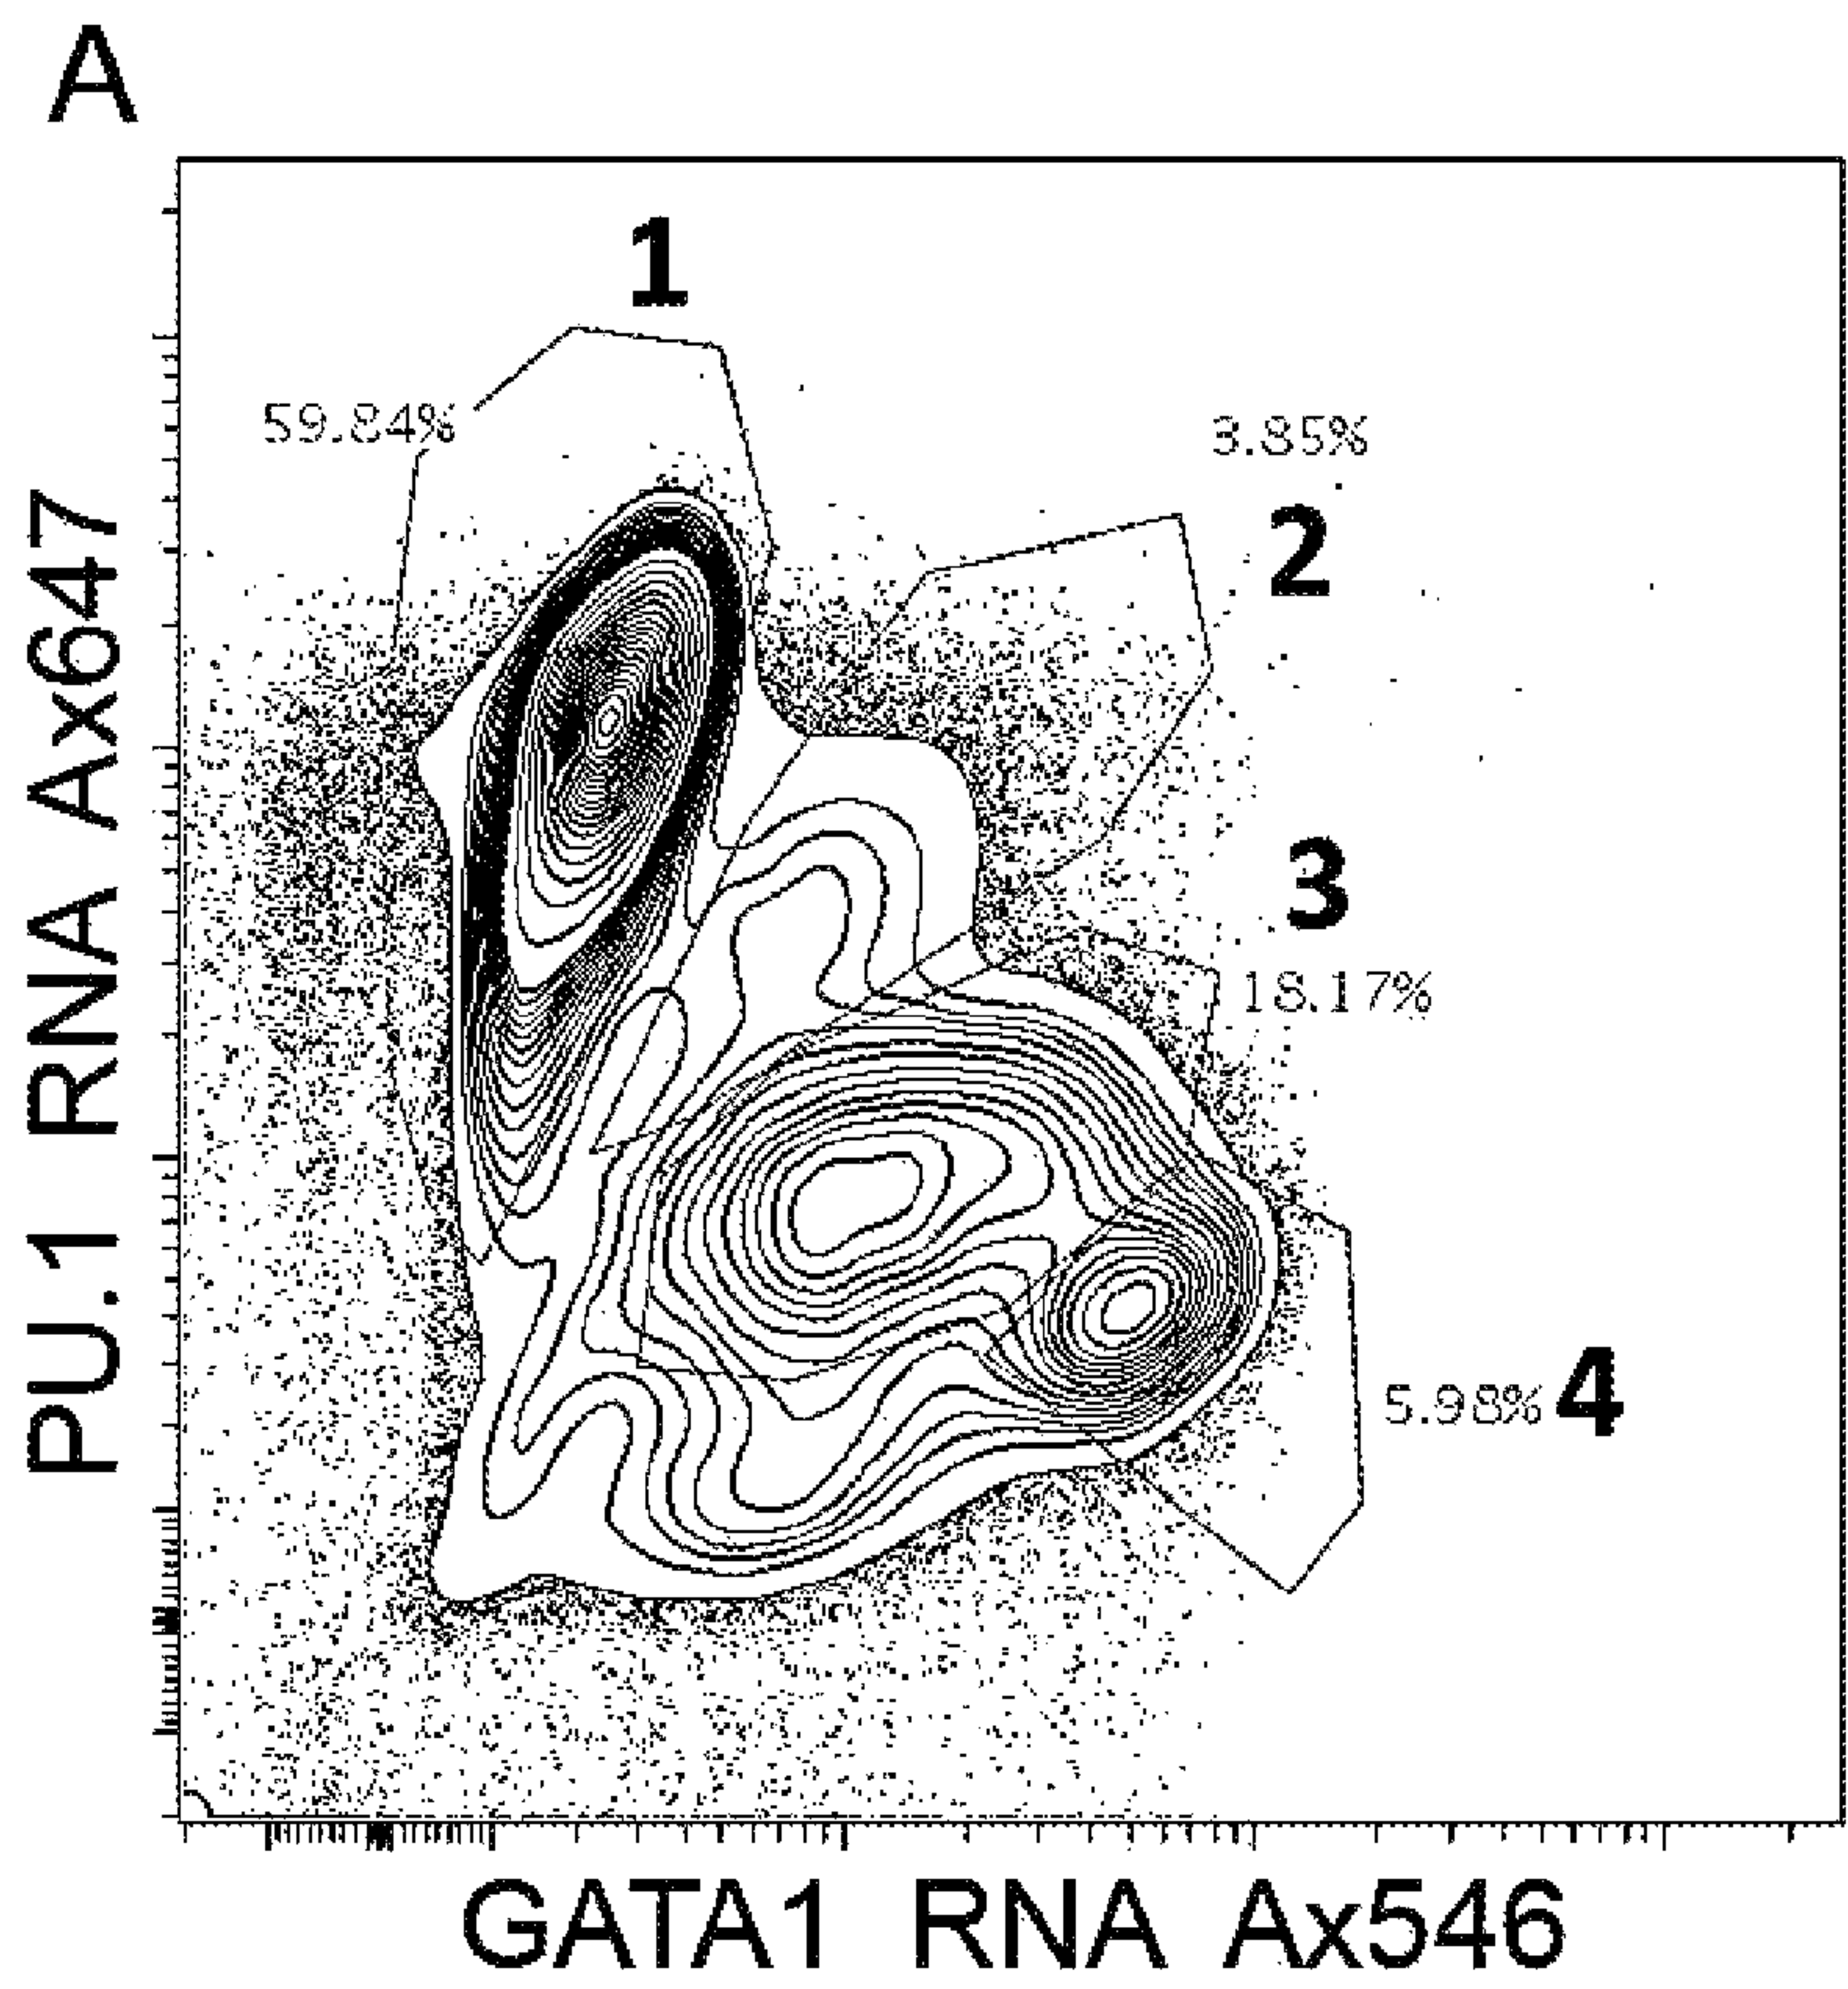 A
1
59.84%
3.85%
2
3
18.17%
5.98% 4
PU.1 RNA Ax647
GATA1 RNA Ax546